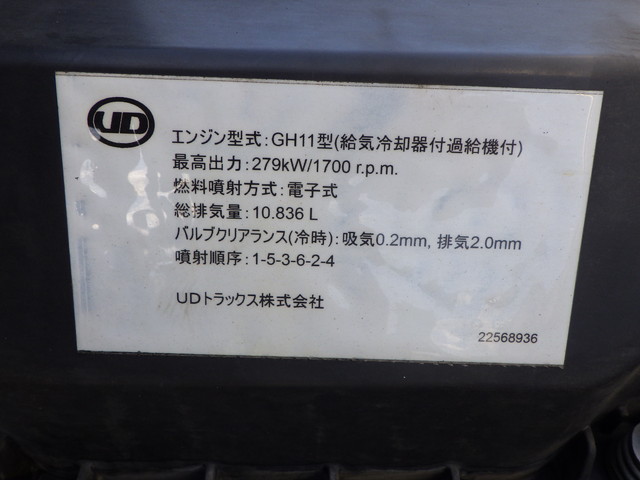 UD
エンジン型式：GH11型(給気冷却器付過給機付)
最高出力：279kW/1700 r.p.m.
燃料噴射方式：電子式
総排気量：10.836 L
バルブクリアランス(冷時)：吸気0.2mm, 排気2.0mm
噴射順序：1-5-3-6-2-4
UDトラックス株式会社
22568936